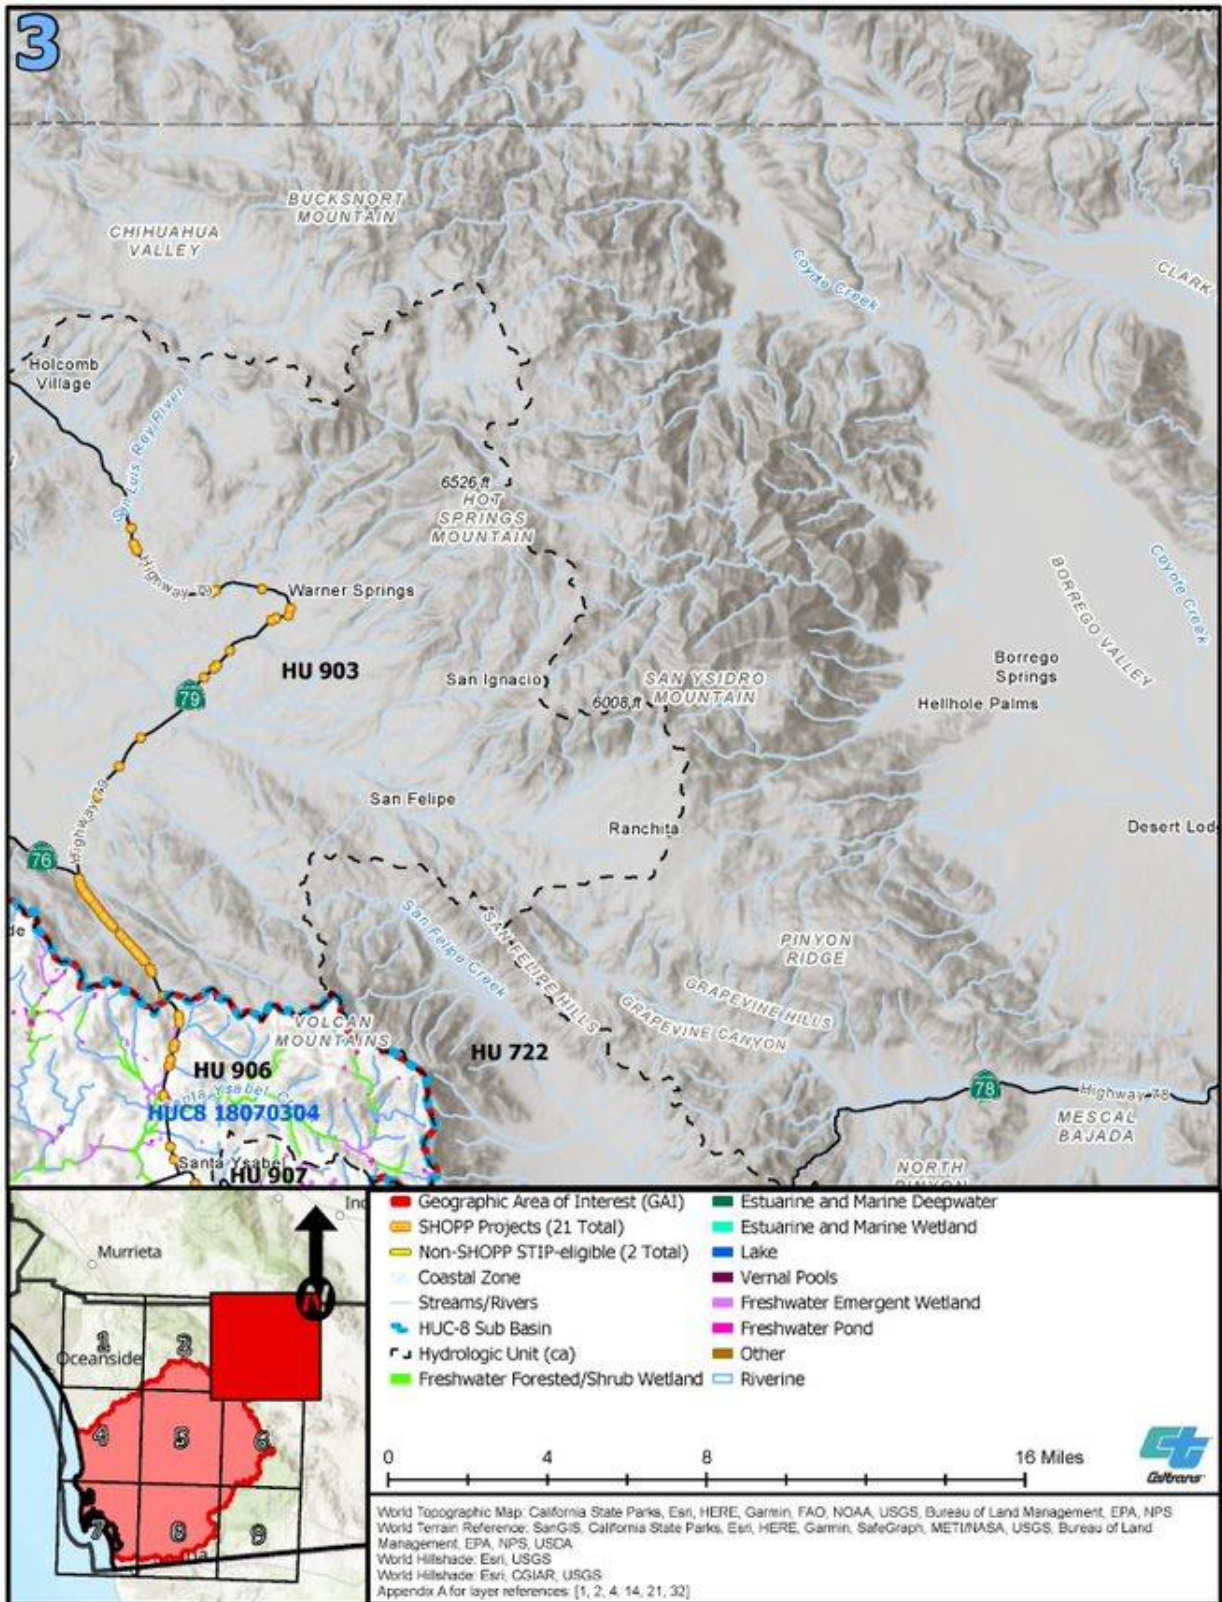 3
BUCKSNORT
MOUNTAIN
CHIHUAHUA
VALLEY
Coyote Creek
CLARK
Holcomb
Village
San Luis Rey River
6526 ft
HOT
SPRINGS
MOUNTAIN
Highway 79
Warner Springs
BORREGO VALLEY
Coyote Creek
HU 903
San Ignacio
SAN YSIDRO
MOUNTAIN
6008 ft
Borrego
Springs
Hellhole Palms
79
Highway 79
San Felipe
Ranchita
Desert Lod
76
de
San Felipe Creek
SAN FELIPE HILLS
PINYON
RIDGE
GRAPEVINE HILLS
GRAPEVINE CANYON
VOLCAN
MOUNTAINS
HU 722
HU 906
HUC8 18070304
78
Highway 78
MESCAL
BAJADA
Santa Ysabel
HU 907
NORTH
PINYON
Murrieta
Ind
N
1
2
Oceanside
4
5
6
7
8
9
Geographic Area of Interest (GAI)
SHOPP Projects (21 Total)
Non-SHOPP STIP-eligible (2 Total)
Coastal Zone
Streams/Rivers
HUC-8 Sub Basin
Hydrologic Unit (ca)
Freshwater Forested/Shrub Wetland
Estuarine and Marine Deepwater
Estuarine and Marine Wetland
Lake
Vernal Pools
Freshwater Emergent Wetland
Freshwater Pond
Other
Riverine
0 4 8 16 Miles
Ct
Caltrans
World Topographic Map: California State Parks, Esri, HERE, Garmin, FAO, NOAA, USGS, Bureau of Land Management, EPA, NPS
World Terrain Reference: SanGIS, California State Parks, Esri, HERE, Garmin, SafeGraph, METI/NASA, USGS, Bureau of Land
Management, EPA, NPS, USDA
World Hillshade: Esri, USGS
World Hillshade: Esri, CGIAR, USGS
Appendix A for layer references: [1, 2, 4, 14, 21, 32]